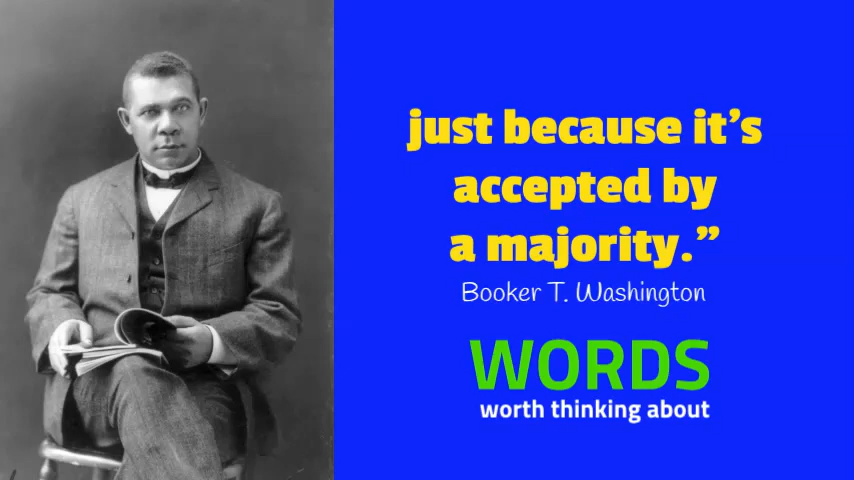 just because it’s
accepted by
a majority.”
Booker T. Washington
WORDS
worth thinking about